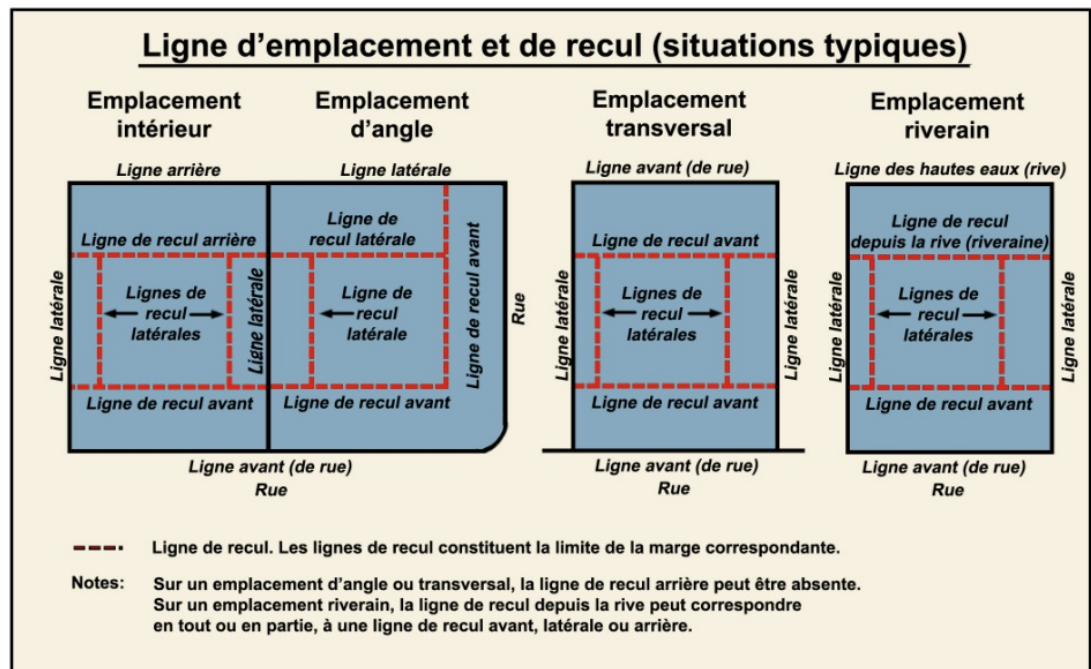 Ligne d'emplacement et de recul (situations typiques)
Emplacement
intérieur
Ligne arrière
Ligne de recul arrière
Ligne latérale
Lignes de
recul
latérales
Ligne latérale
Ligne de recul avant
Emplacement
d'angle
Ligne latérale
Ligne de
recul latérale
Ligne de
recul
latérale
Ligne de recul avant
Rue
Ligne de recul avant
Ligne avant (de rue)
Rue
Emplacement
transversal
Ligne avant (de rue)
Ligne de recul avant
Ligne latérale
Lignes de
recul
latérales
Ligne latérale
Ligne de recul avant
Ligne avant (de rue)
Rue
Emplacement
riverain
Ligne des hautes eaux (rive)
Ligne de recul
depuis la rive (riveraine)
Ligne latérale
Lignes de
recul
latérales
Ligne latérale
Ligne de recul avant
Ligne avant (de rue)
Rue
Ligne de recul. Les lignes de recul constituent la limite de la marge correspondante.
Notes: Sur un emplacement d'angle ou transversal, la ligne de recul arrière peut être absente.
Sur un emplacement riverain, la ligne de recul depuis la rive peut correspondre
en tout ou en partie, à une ligne de recul avant, latérale ou arrière.